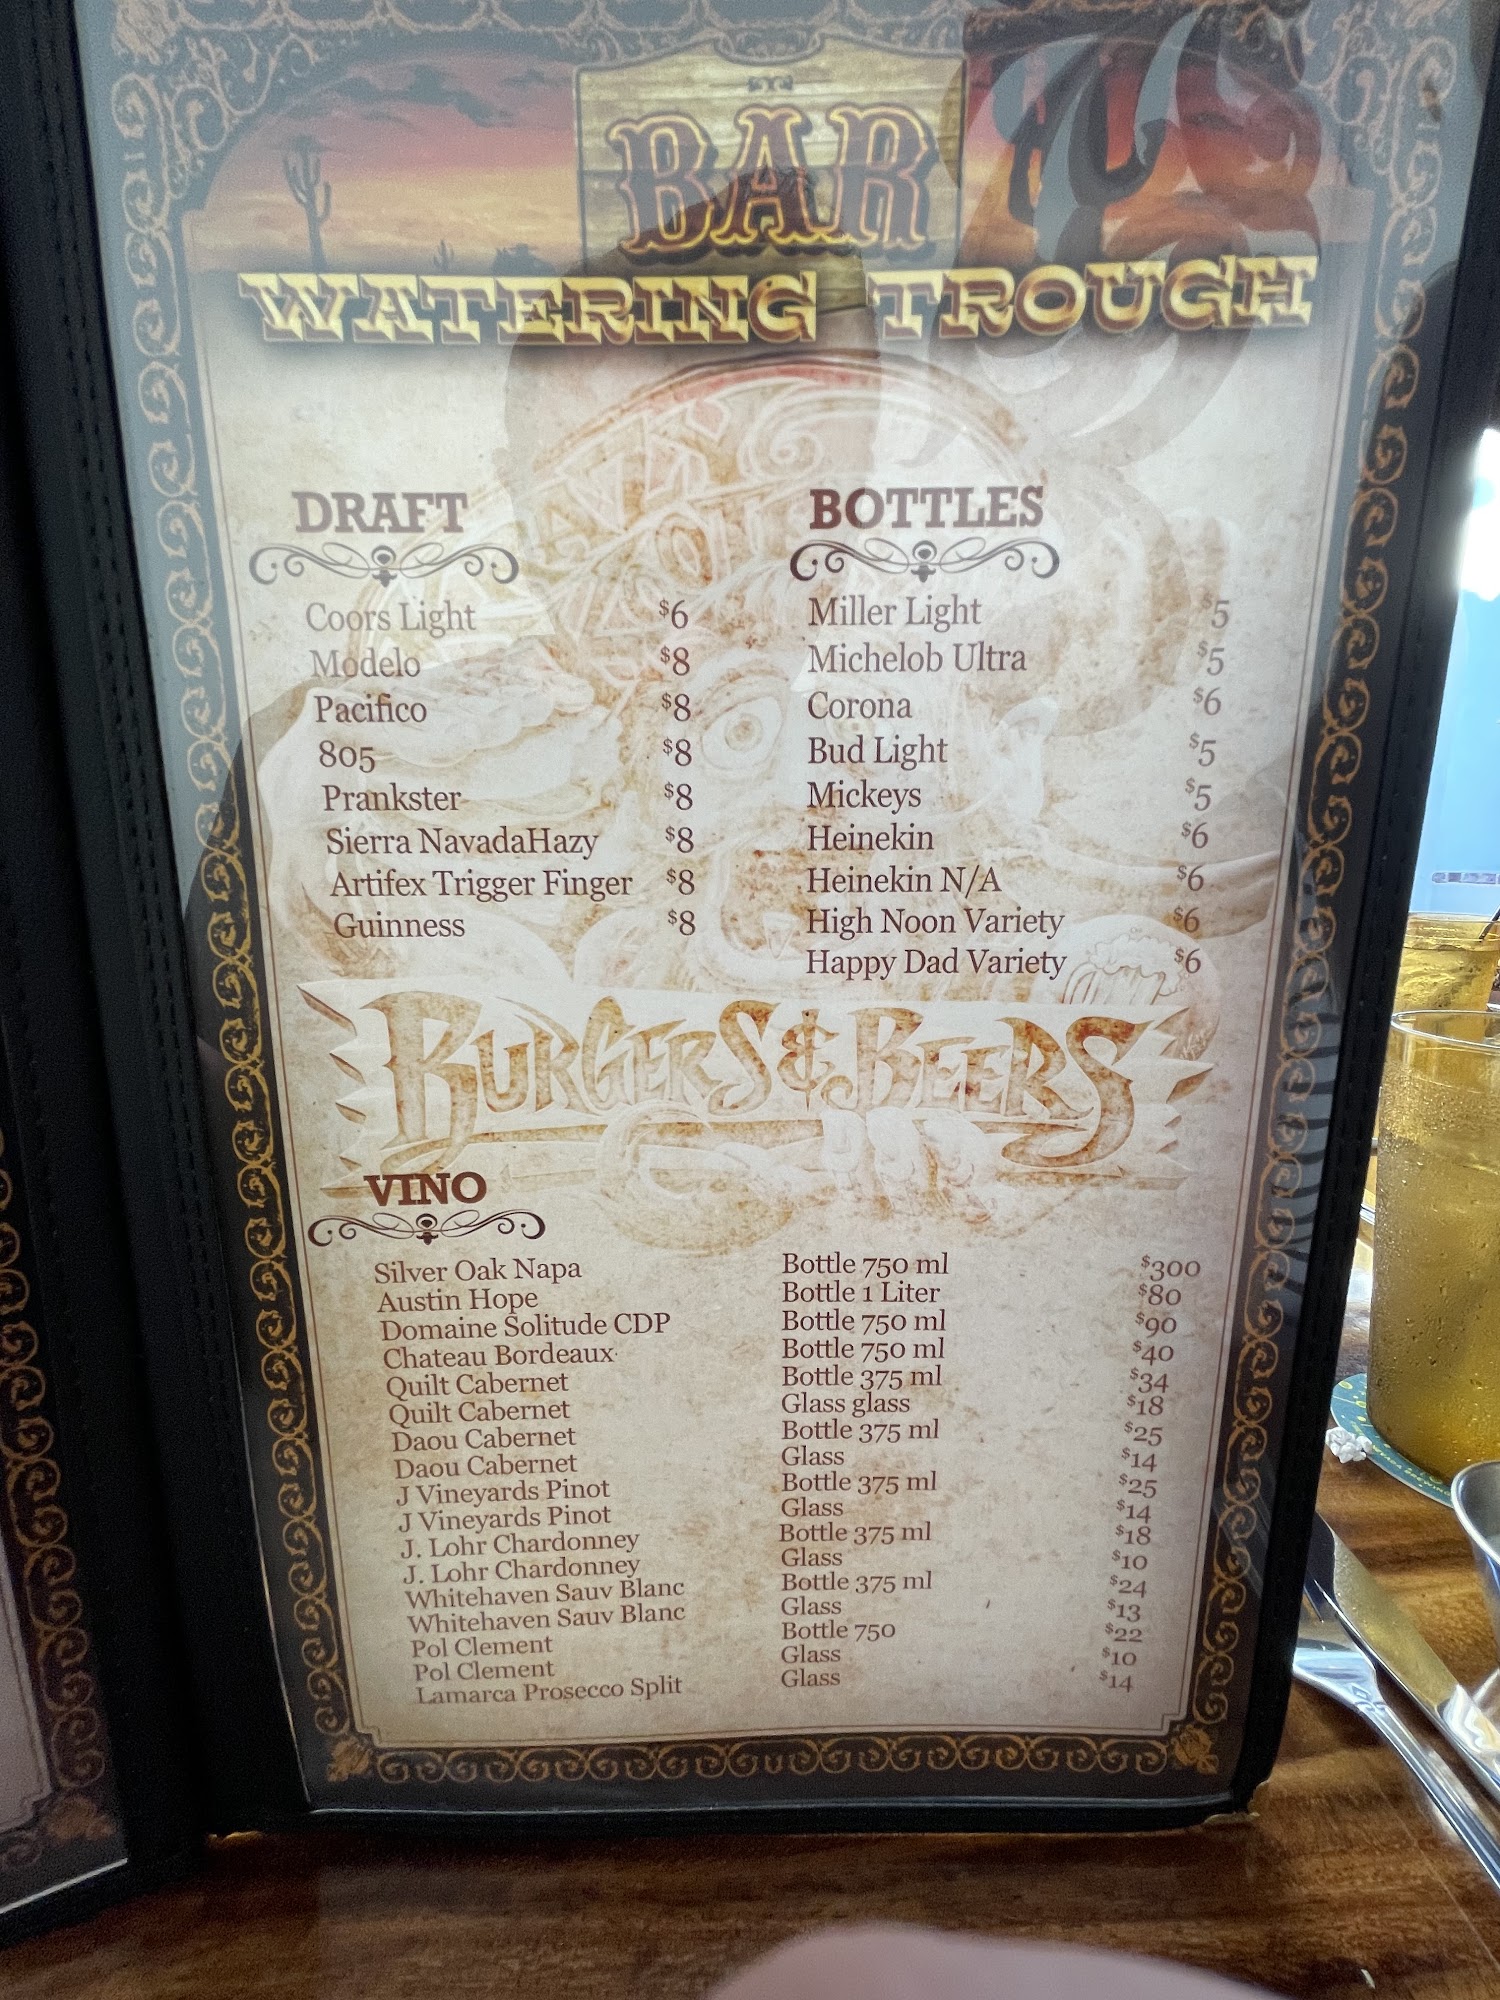 BAR
WATERING TROUGH
DRAFT
Coors Light $6
Modelo $8
Pacifico $8
805 $8
Prankster $8
Sierra NavadaHazy $8
Artifex Trigger Finger $8
Guinness $8
BOTTLES
Miller Light $5
Michelob Ultra $5
Corona $6
Bud Light $5
Mickeys $5
Heinekin $6
Heinekin N/A $6
High Noon Variety $6
Happy Dad Variety $6
BURGERS & BEERS
VINO
Silver Oak Napa Bottle 750 ml $300
Austin Hope Bottle 1 Liter $80
Domaine Solitude CDP Bottle 750 ml $90
Chateau Bordeaux Bottle 750 ml $40
Quilt Cabernet Bottle 375 ml $34
Quilt Cabernet Glass glass $18
Daou Cabernet Bottle 375 ml $25
Daou Cabernet Glass $14
J Vineyards Pinot Bottle 375 ml $25
J Vineyards Pinot Glass $14
J. Lohr Chardonney Bottle 375 ml $18
J. Lohr Chardonney Glass $10
Whitehaven Sauv Blanc Bottle 375 ml $24
Whitehaven Sauv Blanc Glass $13
Pol Clement Bottle 750 $22
Pol Clement Glass $10
Lamarca Prosecco Split Glass $14